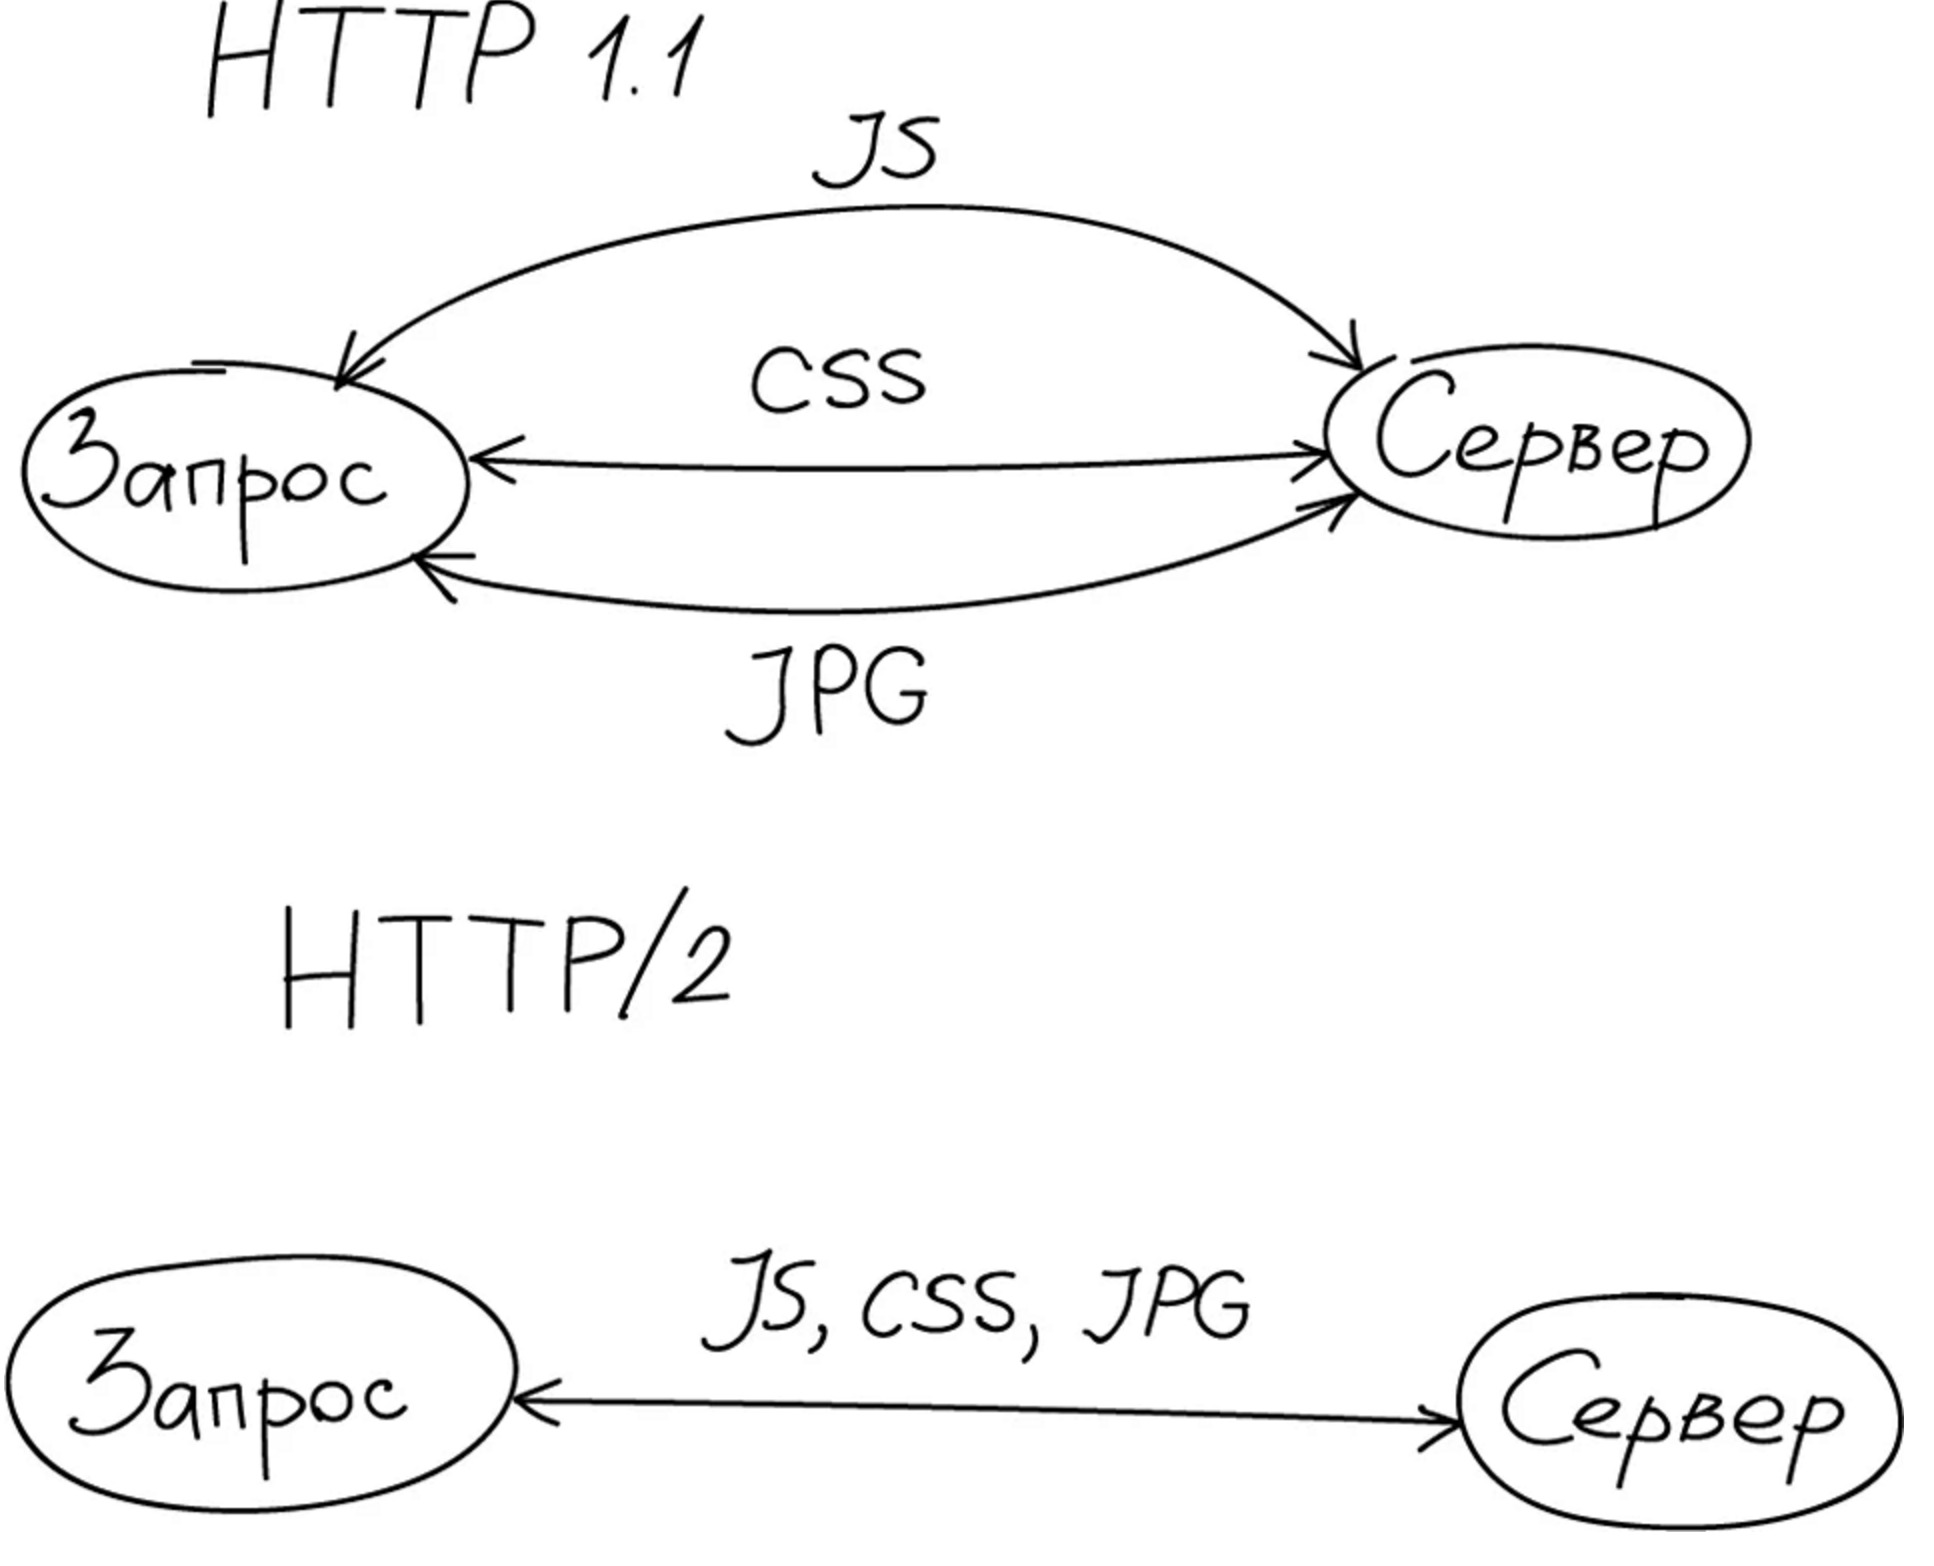 HTTP 1.1
JS
CSS
Запрос
Сервер
JPG
HTTP/2
JS, CSS, JPG
Запрос
Сервер